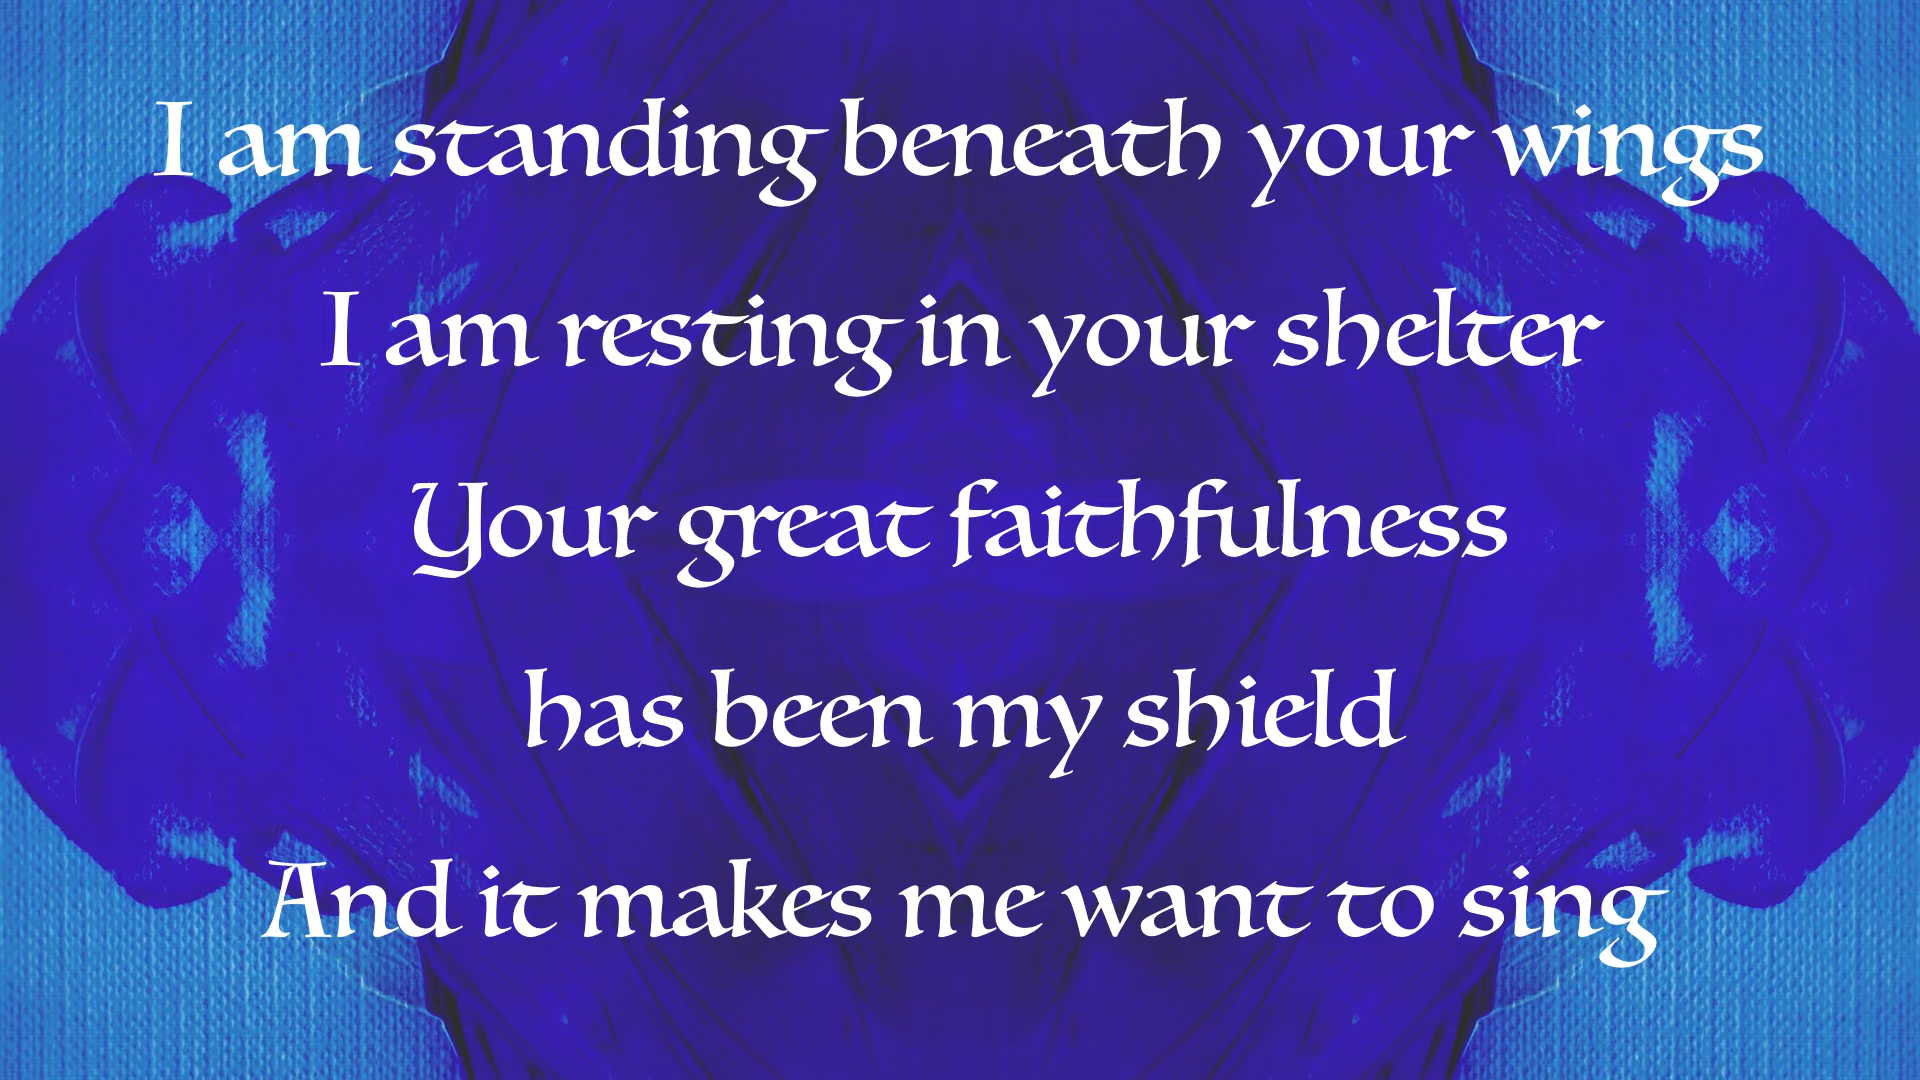 I am standing beneath your wings
I am resting in your shelter
Your great faithfulness
has been my shield
And it makes me want to sing